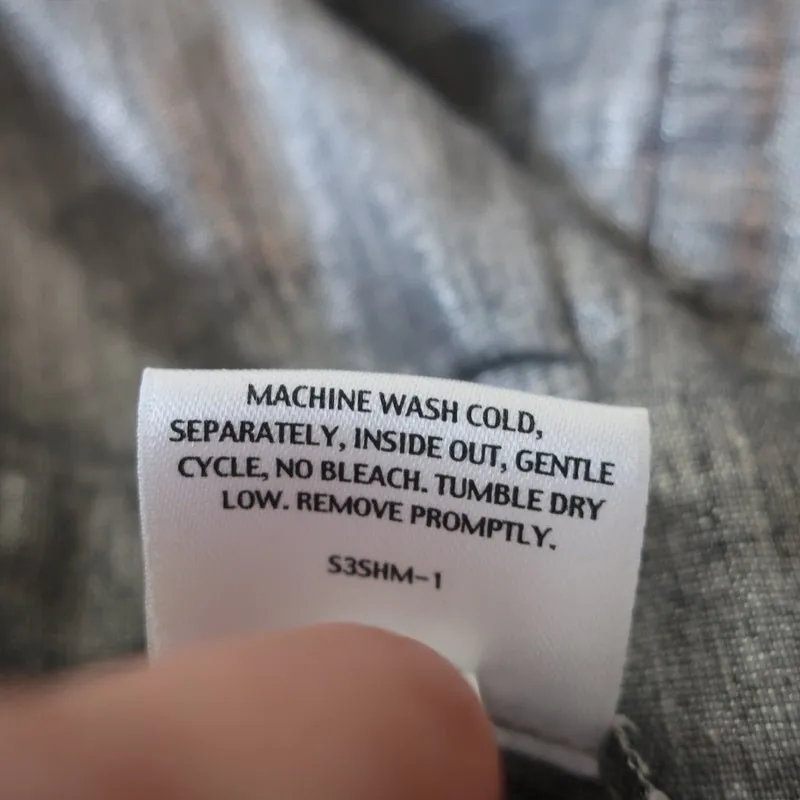 MACHINE WASH COLD,
SEPARATELY, INSIDE OUT, GENTLE
CYCLE, NO BLEACH. TUMBLE DRY
LOW. REMOVE PROMPTLY.
S3SHM-1